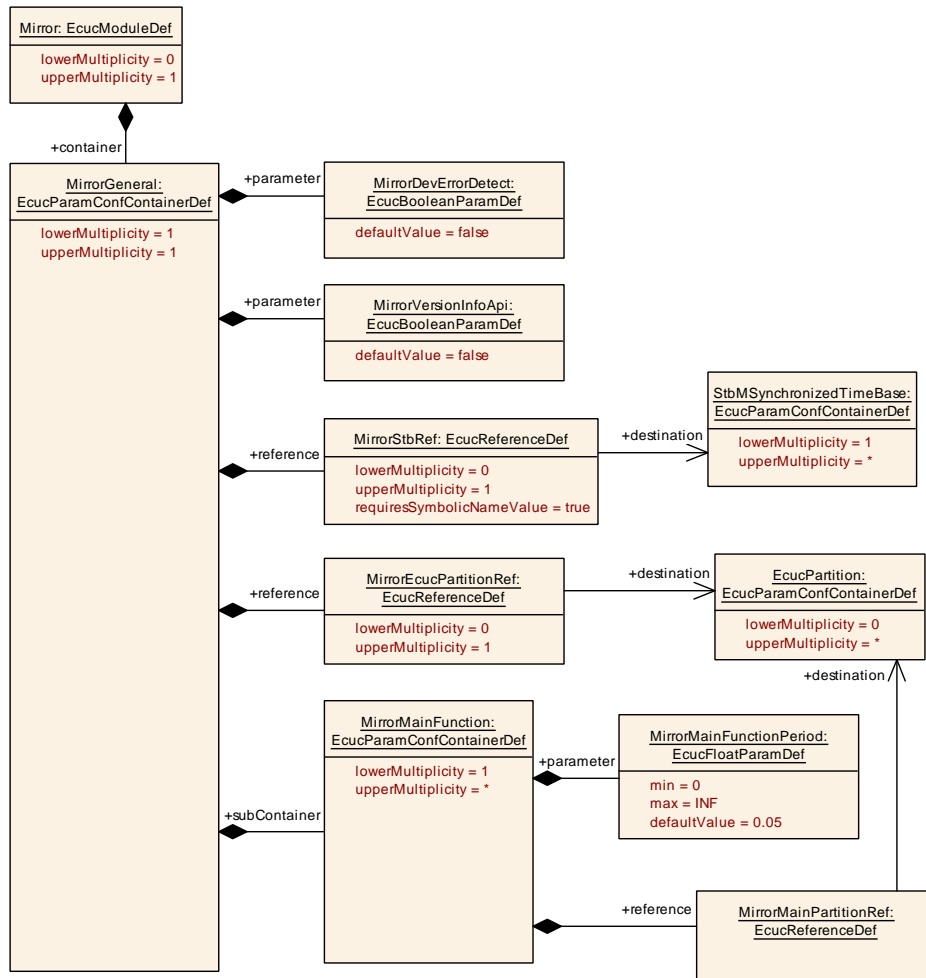 Mirror: EcucModuleDef
lowerMultiplicity = 0
upperMultiplicity = 1
+container
MirrorGeneral:
EcucParamConfContainerDef
lowerMultiplicity = 1
upperMultiplicity = 1
+parameter
MirrorDevErrorDetect:
EcucBooleanParamDef
defaultValue = false
+parameter
MirrorVersionInfoApi:
EcucBooleanParamDef
defaultValue = false
+reference
MirrorStbRef: EcucReferenceDef
lowerMultiplicity = 0
upperMultiplicity = 1
requiresSymbolicNameValue = true
+destination
StbMSynchronizedTimeBase:
EcucParamConfContainerDef
lowerMultiplicity = 1
upperMultiplicity = *
+reference
MirrorEcucPartitionRef:
EcucReferenceDef
lowerMultiplicity = 0
upperMultiplicity = 1
+destination
EcucPartition:
EcucParamConfContainerDef
lowerMultiplicity = 0
upperMultiplicity = *
+destination
+subContainer
MirrorMainFunction:
EcucParamConfContainerDef
lowerMultiplicity = 1
upperMultiplicity = *
+parameter
MirrorMainFunctionPeriod:
EcucFloatParamDef
min = 0
max = INF
defaultValue = 0.05
+reference
MirrorMainPartitionRef:
EcucReferenceDef